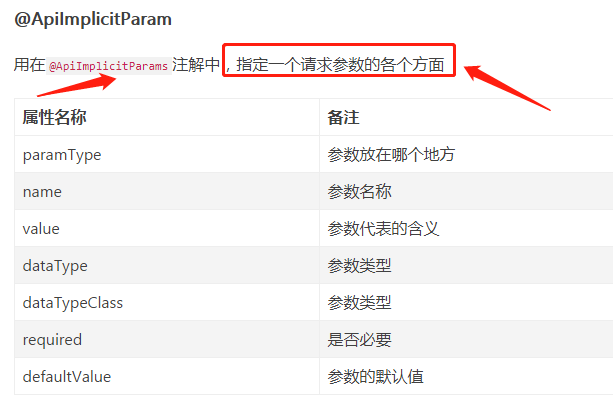 @ApiImplicitParam
用在 @ApiImplicitParams 注解中，指定一个请求参数的各个方面
属性名称 备注
paramType 参数放在哪个地方
name 参数名称
value 参数代表的含义
dataType 参数类型
dataTypeClass 参数类型
required 是否必要
defaultValue 参数的默认值